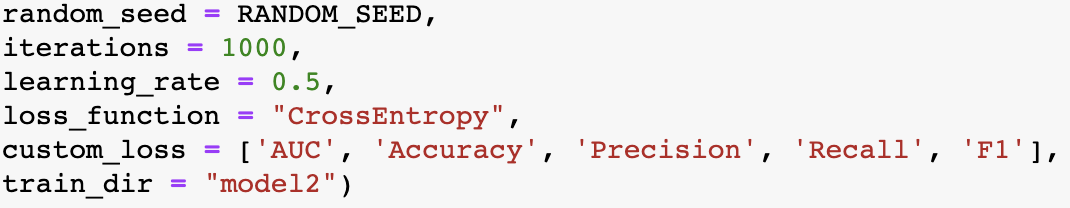 random_seed = RANDOM_SEED,
iterations = 1000,
learning_rate = 0.5,
loss_function = "CrossEntropy",
custom_loss = ['AUC', 'Accuracy', 'Precision', 'Recall', 'F1'],
train_dir = "model2")